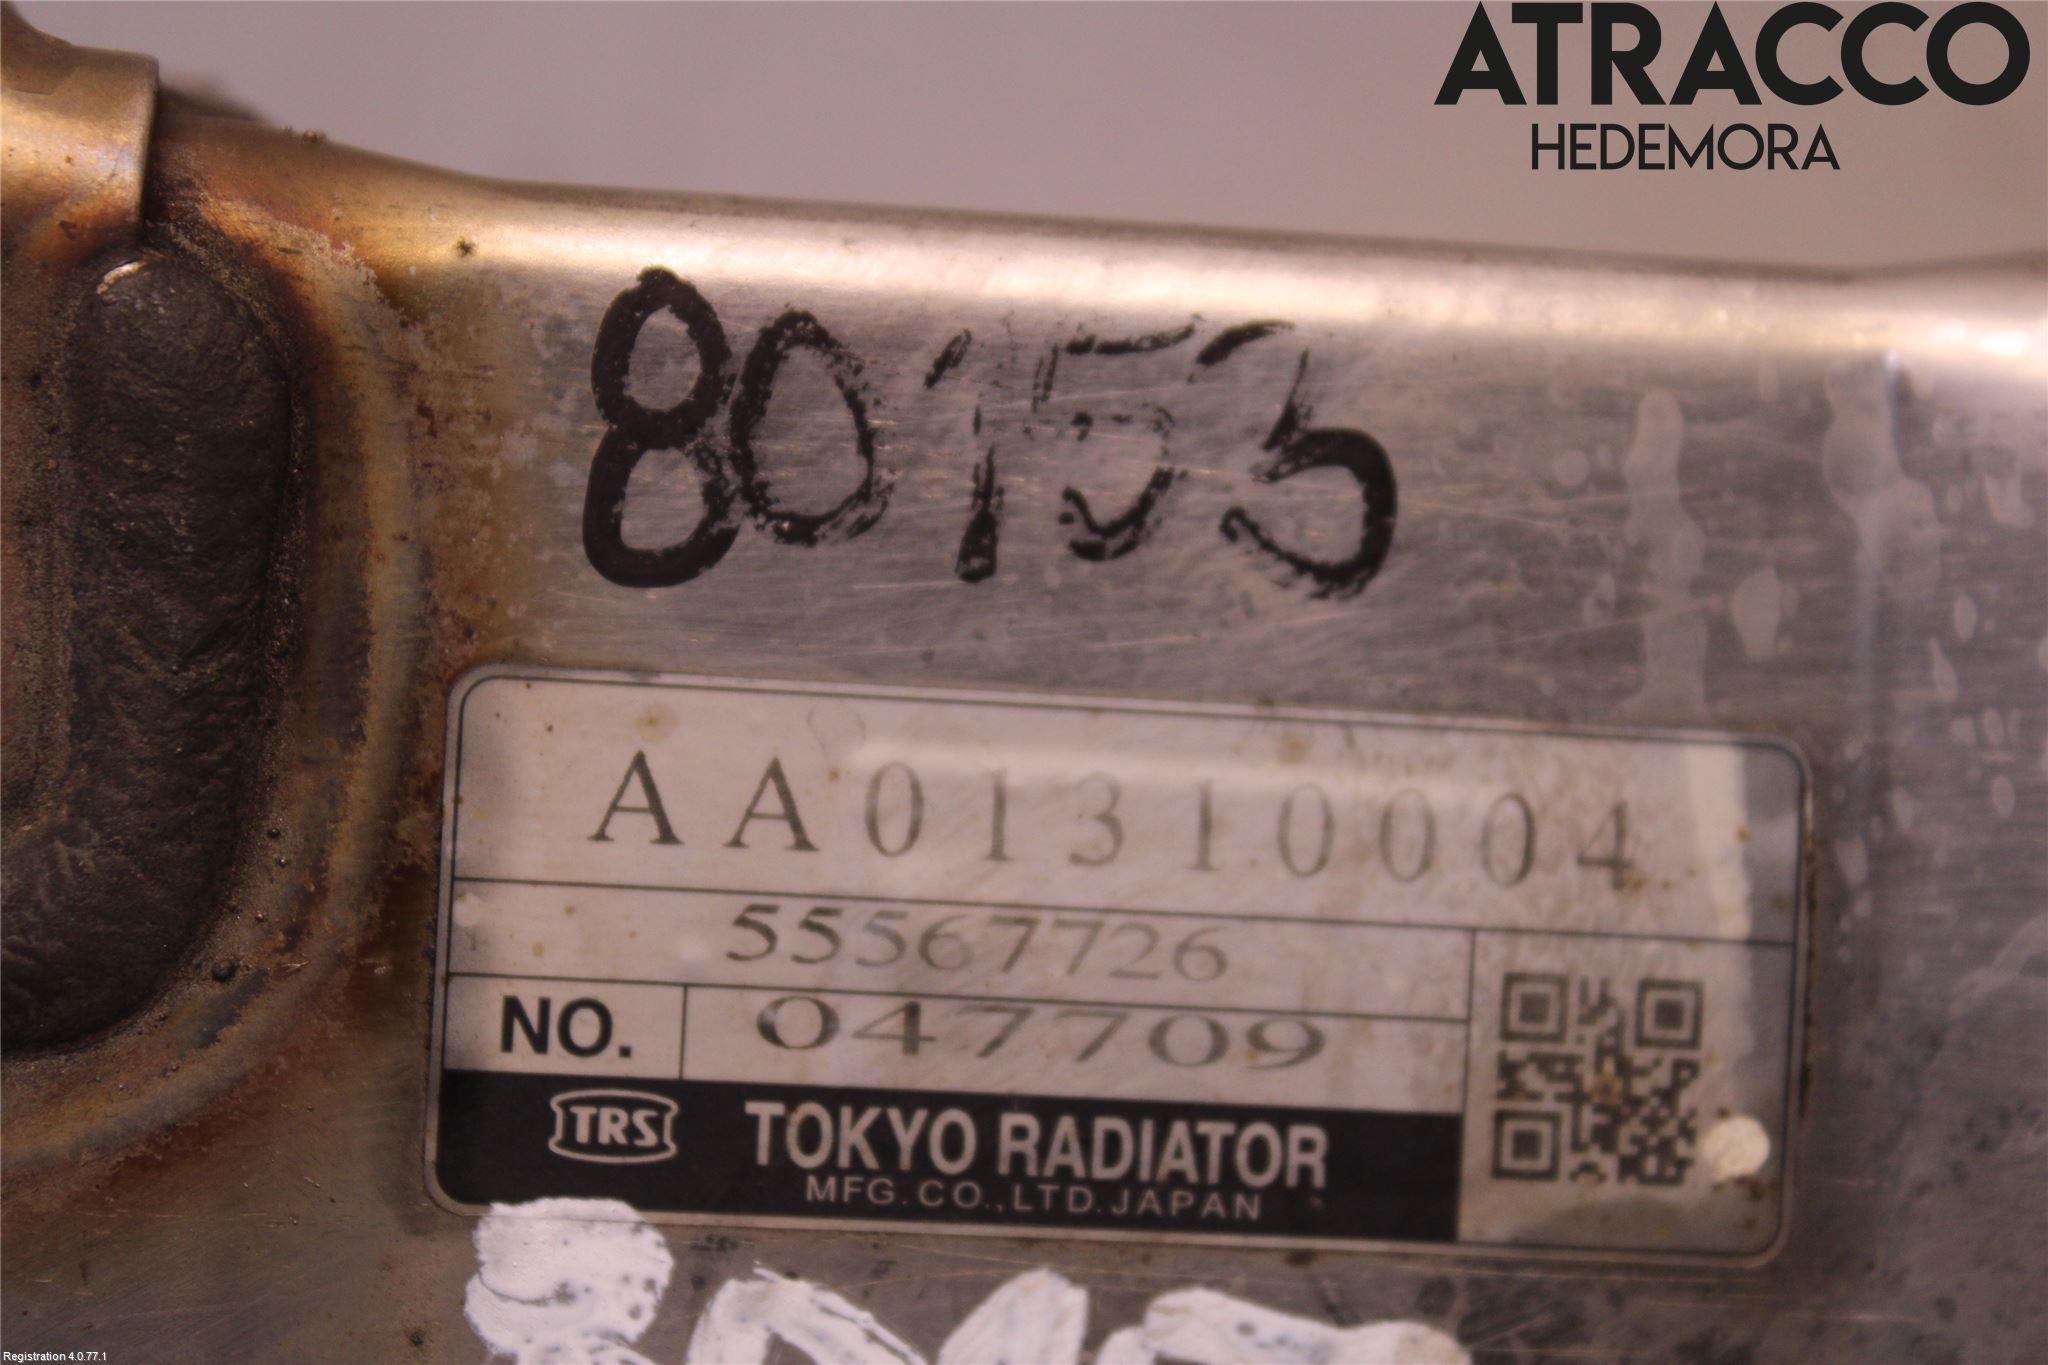 ATRACCO
HEDEMORA
80153
AA01310004
55567726
NO. 047709
TRS TOKYO RADIATOR
MFG.CO.,LTD.JAPAN
Registration 4.0.77.1